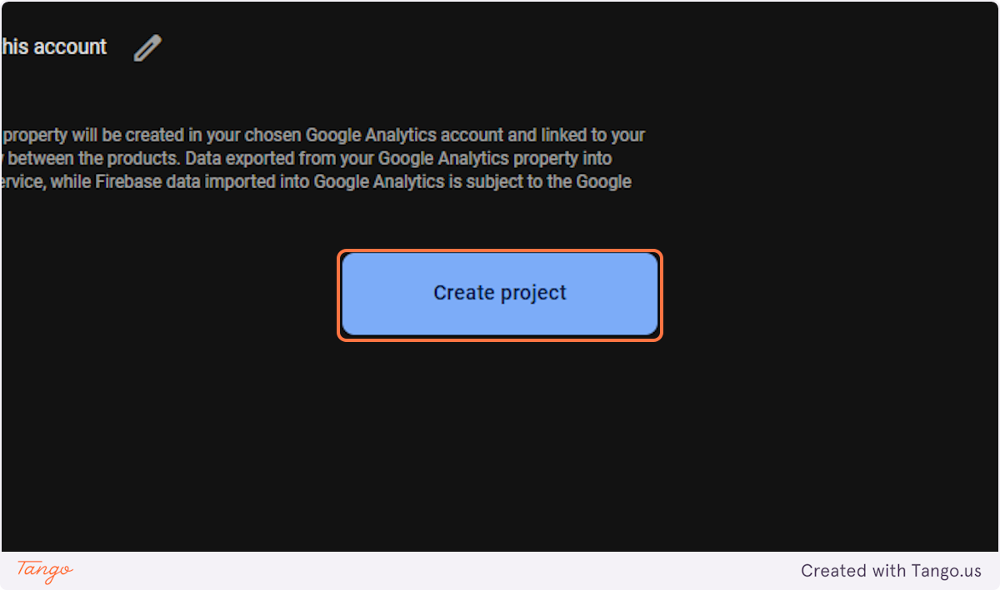 his account
property will be created in your chosen Google Analytics account and linked to your
between the products. Data exported from your Google Analytics property into
ervice, while Firebase data imported into Google Analytics is subject to the Google
Create project
Tango
Created with Tango.us